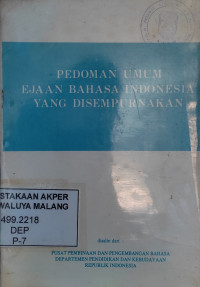 PEDOMAN UMUM
EJAAN BAHASA INDONESIA
YANG DISEMPURNAKAN
STAKAAN AKPER
WALUYA MALANG
499.2218
DEP
P-7
PUSAT PEMBINAAN DAN PENGEMBANGAN BAHASA
DEPARTEMEN PENDIDIKAN DAN KEBUDAYAAN
REPUBLIK INDONESIA